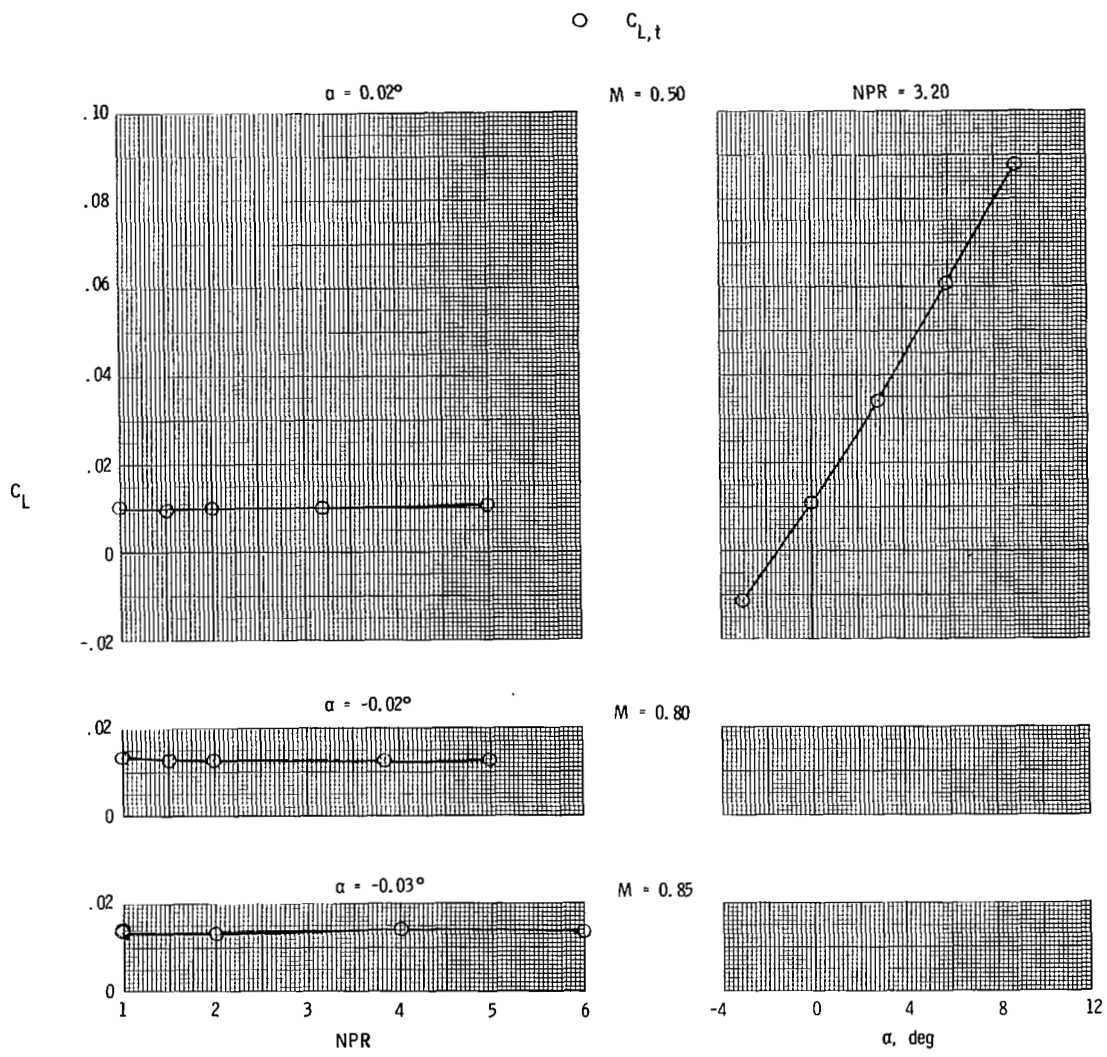 ○ C_{L,t}
α = 0.02° M = 0.50 NPR = 3.20
.10
.08
.06
.04
.02
C_L
0
-.02
α = -0.02° M = 0.80
.02
0
α = -0.03° M = 0.85
.02
0
1 2 3 4 5 6 -4 0 4 8 12
NPR α, deg